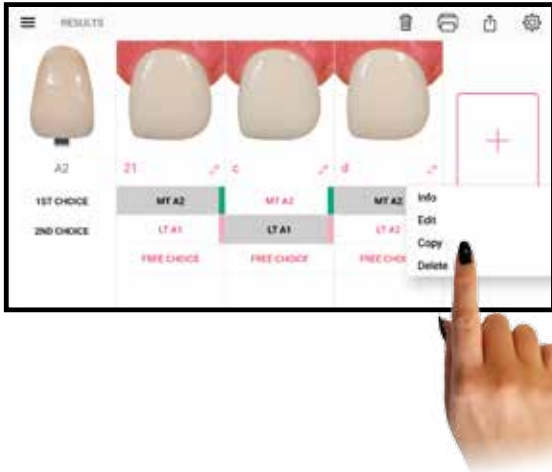 RESULTS
A2 21 c d
1ST CHOICE MT A2 MT A2 MT A2 Info
Edit
2ND CHOICE LT A1 LT A1 LT A2 Copy
FREE CHOICE FREE CHOICE FREE Delete